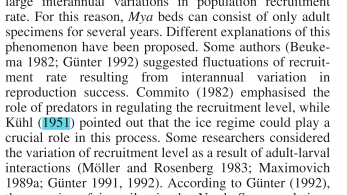 large interannual variations in population recruitment
rate. For this reason, Mya beds can consist of only adult
specimens for several years. Different explanations of this
phenomenon have been proposed. Some authors (Beuke-
ma 1982; Günter 1992) suggested fluctuations of recruit-
ment rate resulting from interannual variation in
reproduction success. Commito (1982) emphasised the
role of predators in regulating the recruitment level, while
Kühl (1951) pointed out that the ice regime could play a
crucial role in this process. Some researchers considered
the variation of recruitment level as a result of adult-larval
interactions (Möller and Rosenberg 1983; Maximovich
1989a; Günter 1991, 1992). According to Günter (1992),